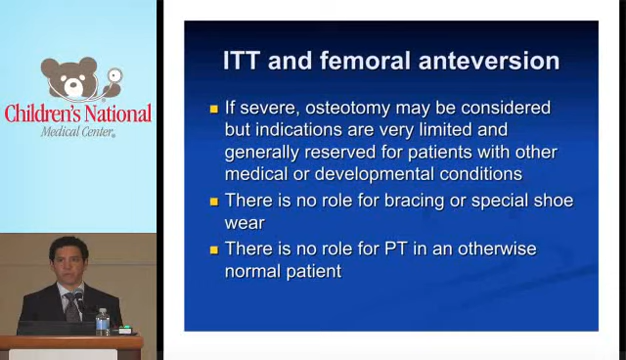 Children's National
Medical Center®
ITT and femoral anteversion
If severe, osteotomy may be considered
but indications are very limited and
generally reserved for patients with other
medical or developmental conditions
There is no role for bracing or special shoe
wear
There is no role for PT in an otherwise
normal patient